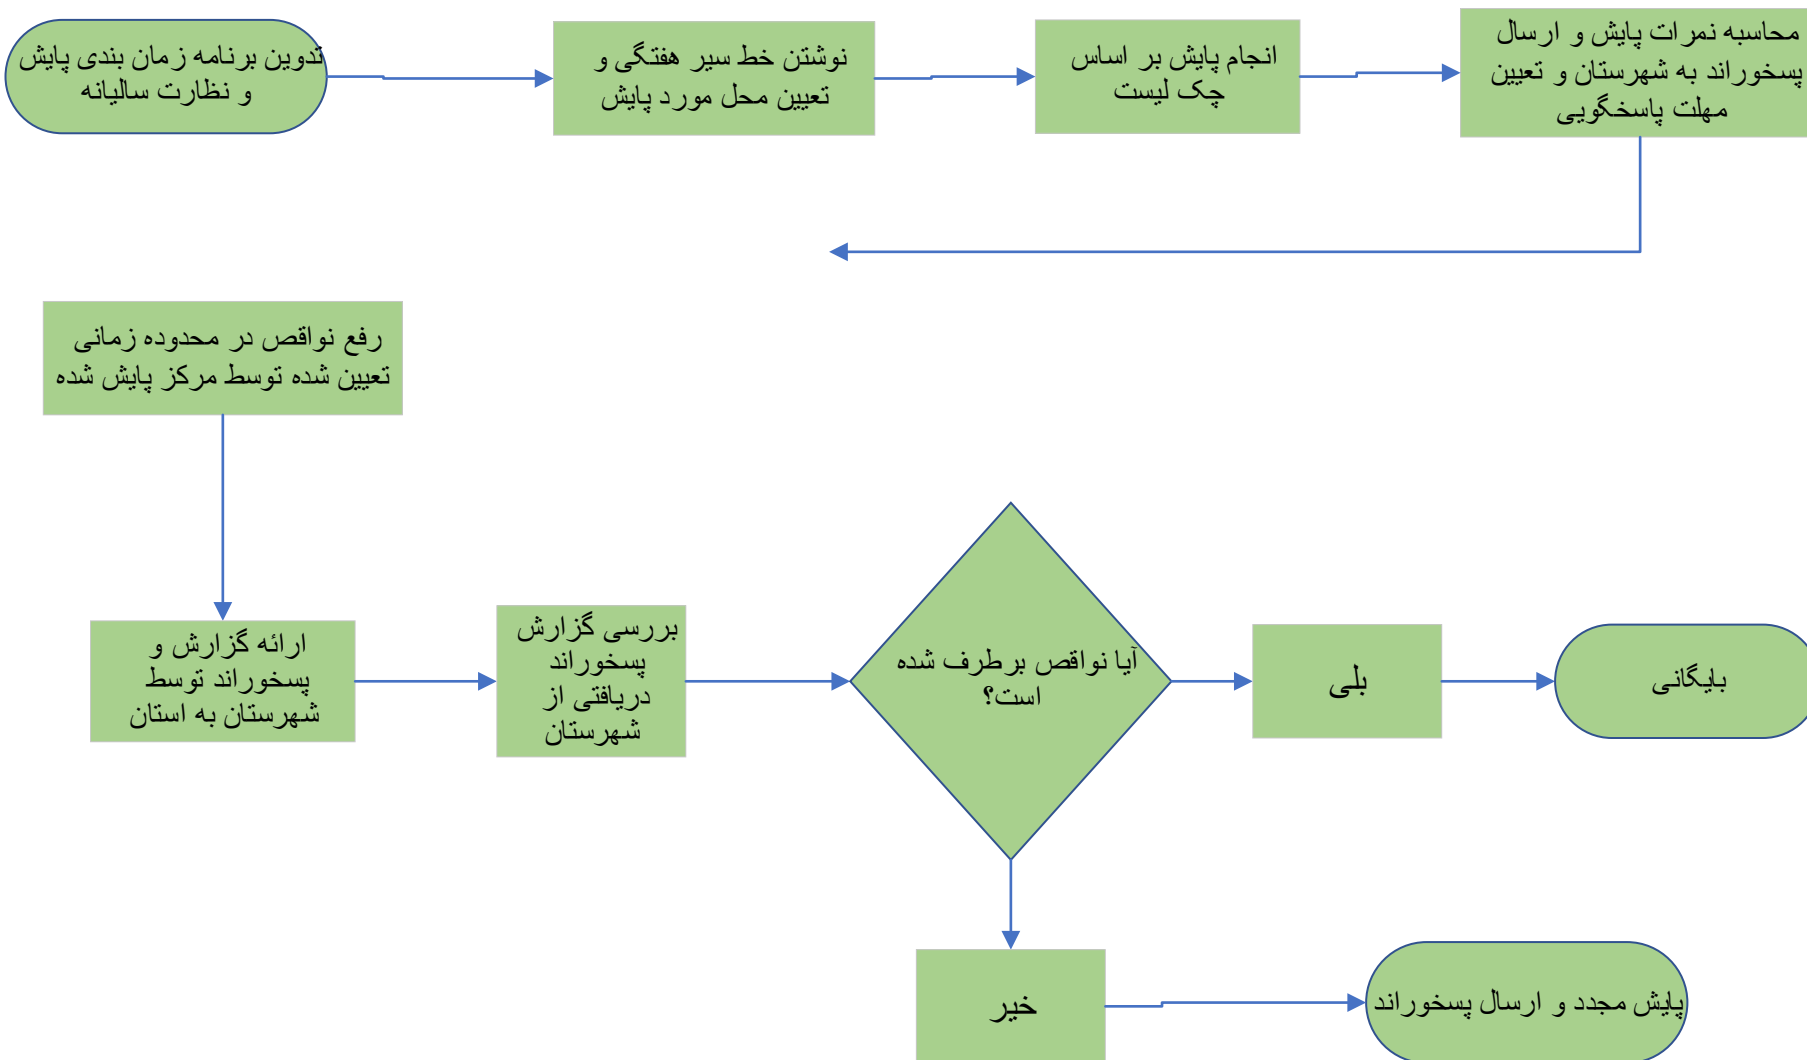 تدوین برنامه زمان بندی پایش
و نظارت سالیانه
نوشتن خط سیر هفتگی و
تعیین محل مورد پایش
انجام پایش بر اساس
چک لیست
محاسبه نمرات پایش و ارسال
پسخوراند به شهرستان و تعیین
مهلت پاسخگویی
رفع نواقص در محدوده زمانی
تعیین شده توسط مرکز پایش شده
ارائه گزارش و
پسخوراند توسط
شهرستان به استان
بررسی گزارش
پسخوراند
دریافتی از
شهرستان
آیا نواقص برطرف شده
است؟
بلی
بایگانی
خیر
پایش مجدد و ارسال پسخوراند